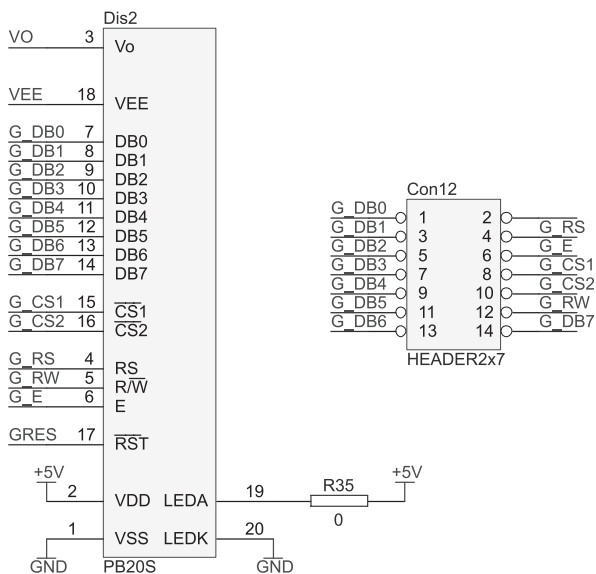 Dis2
VO 3 Vo
VEE 18 VEE
G_DB0 7 DB0
G_DB1 8 DB1
G_DB2 9 DB2
G_DB3 10 DB3
G_DB4 11 DB4
G_DB5 12 DB5
G_DB6 13 DB6
G_DB7 14 DB7
G_CS1 15 CS1
G_CS2 16 CS2
G_RS 4 RS
G_RW 5 R/W
G_E 6 E
GRES 17 RST
+5V
2 VDD LEDA 19
1 VSS LEDK 20
GND
PB20S
GND
R35
0
+5V
Con12
G_DB0 1 2
G_DB1 3 4 G_RS
G_DB2 5 6 G_E
G_DB3 7 8 G_CS1
G_DB4 9 10 G_CS2
G_DB5 11 12 G_RW
G_DB6 13 14 G_DB7
HEADER2x7